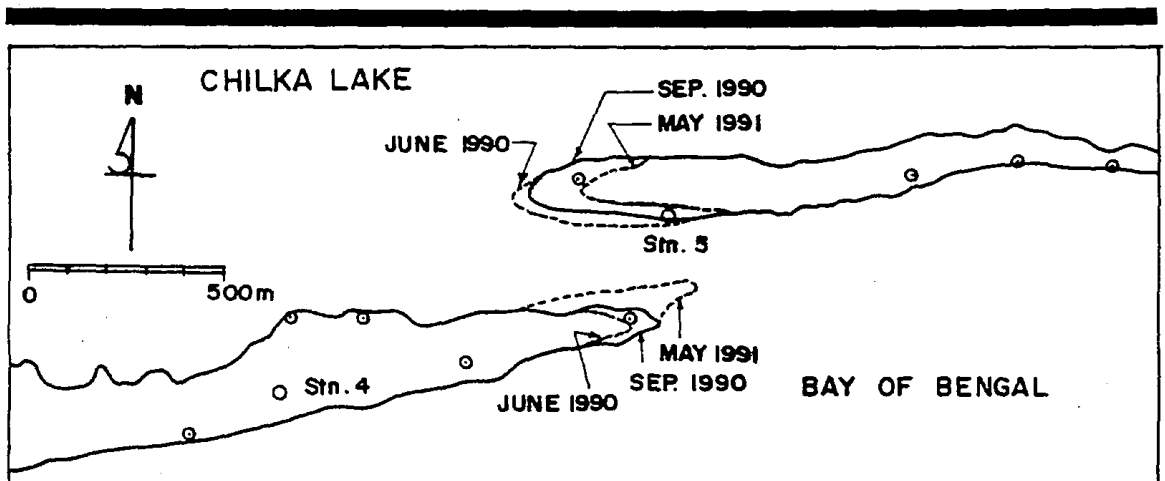 CHILKA LAKE
N
SEP. 1990
MAY 1991
JUNE 1990
Stn. 5
0 500m
MAY 1991
SEP. 1990
Stn. 4
JUNE 1990
BAY OF BENGAL